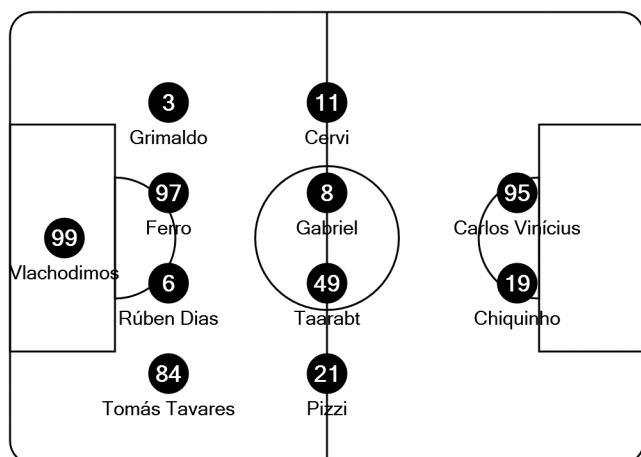 3
Grimaldo
11
Cervi
97
Ferro
8
Gabriel
95
Carlos Vinícius
99
Vlachodimos
6
Rúben Dias
49
Taarabt
19
Chiquinho
84
Tomás Tavares
21
Pizzi